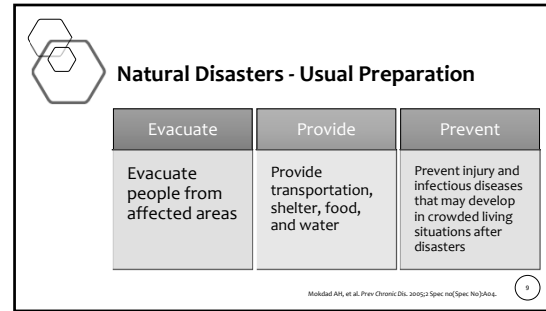 Natural Disasters - Usual Preparation
Evacuate
Provide
Prevent
Evacuate
people from
affected areas
Provide
transportation,
shelter, food,
and water
Prevent injury and
infectious diseases
that may develop
in crowded living
situations after
disasters
Mokdad AH, et al. Prev Chronic Dis. 2005;2 Spec no(Spec No):A04.
9